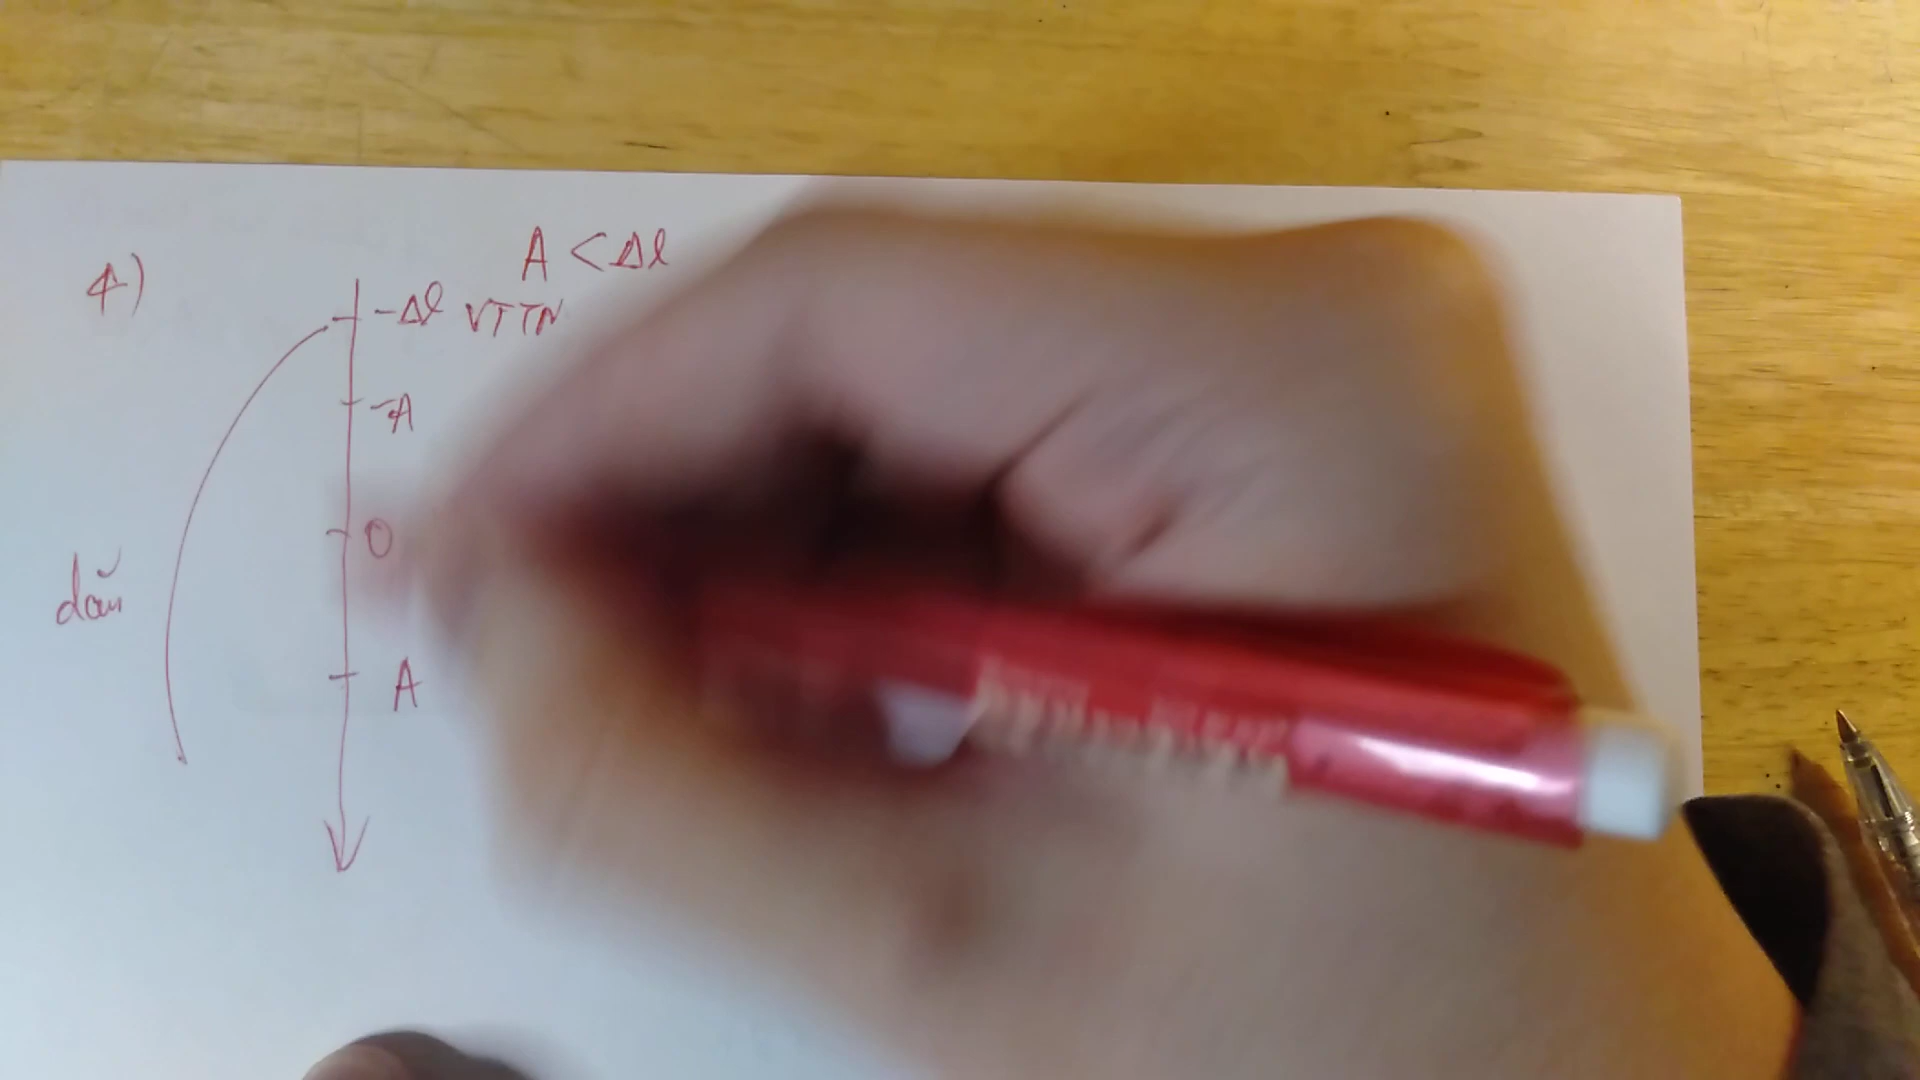 4)
A < Δl
-Δl VTTN
-A
O
dãn
A